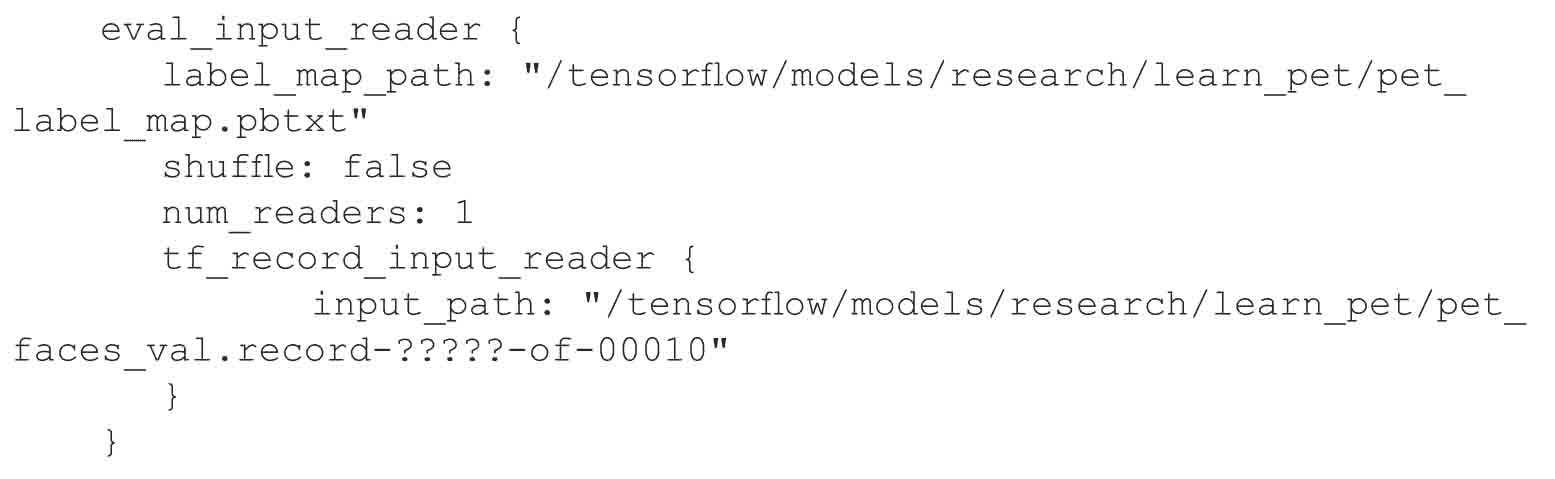 eval_input_reader {
label_map_path: "/tensorflow/models/research/learn_pet/pet_
label_map.pbtxt"
shuffle: false
num_readers: 1
tf_record_input_reader {
input_path: "/tensorflow/models/research/learn_pet/pet_
faces_val.record-?????-of-00010"
}
}